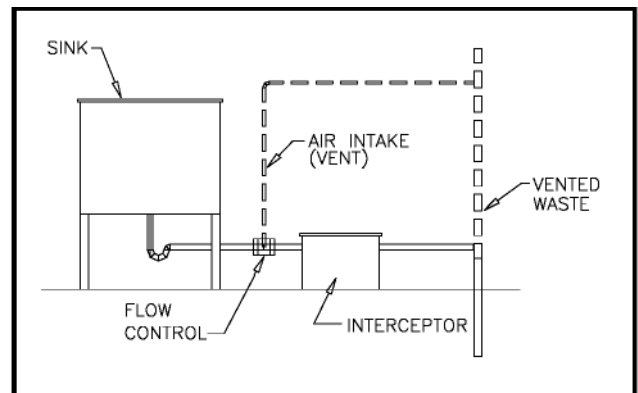 SINK
AIR INTAKE
(VENT)
VENTED
WASTE
FLOW
CONTROL
INTERCEPTOR